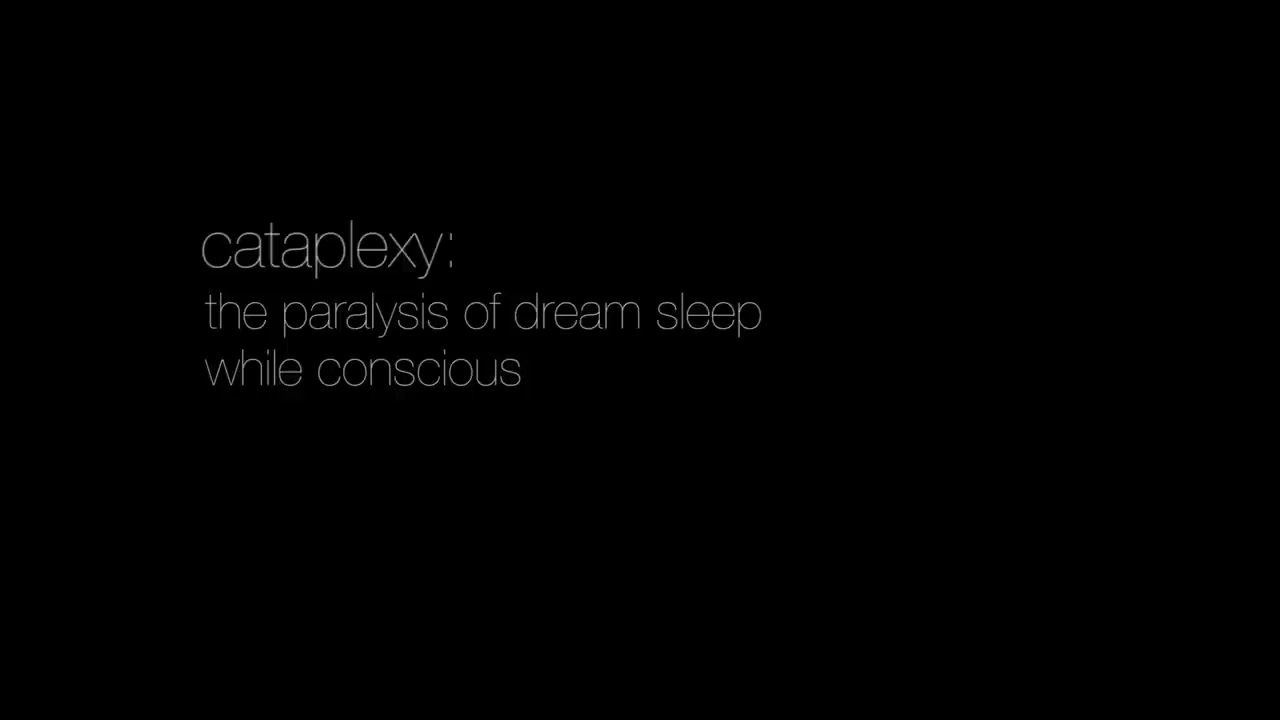 cataplexy:
the paralysis of dream sleep
while conscious